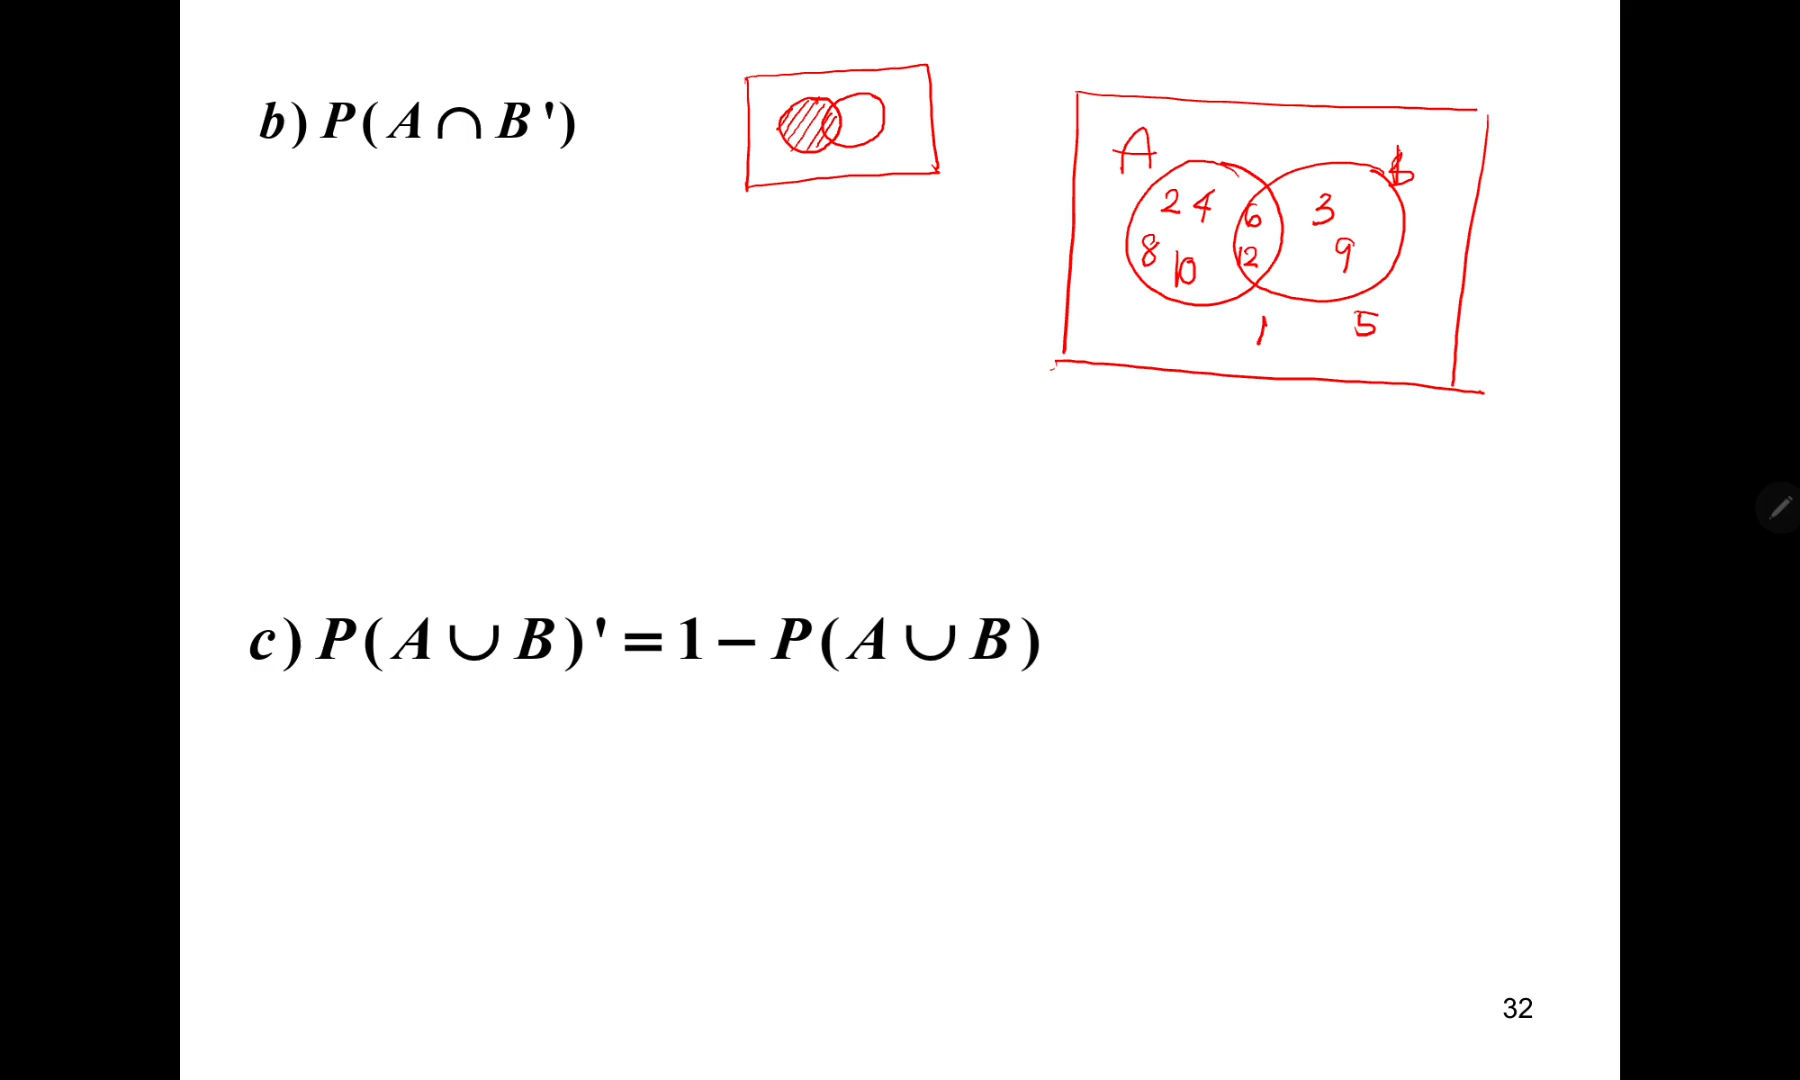 b) P(A ∩ B')
A
B
2 4 6 3
8 10 12 9
1 5
c) P(A ∪ B)' = 1 − P(A ∪ B)
32